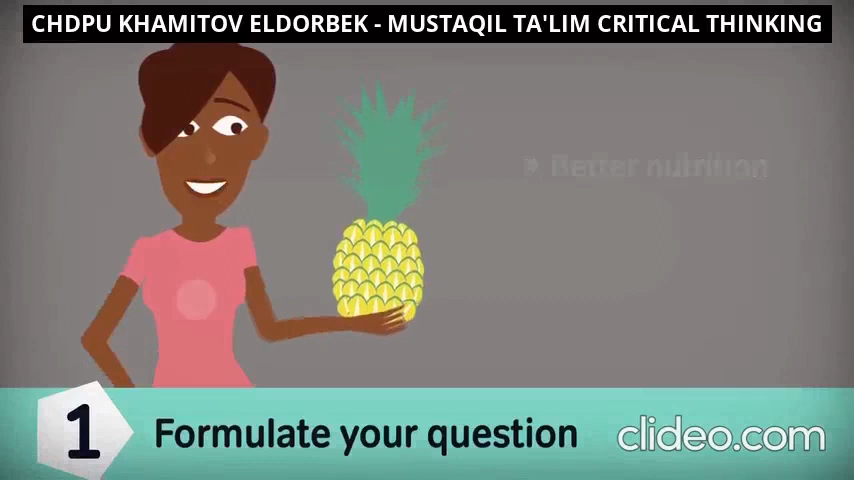 CHDPU KHAMITOV ELDORBEK - MUSTAQIL TA'LIM CRITICAL THINKING
• Better nutrition
1 Formulate your question
clideo.com